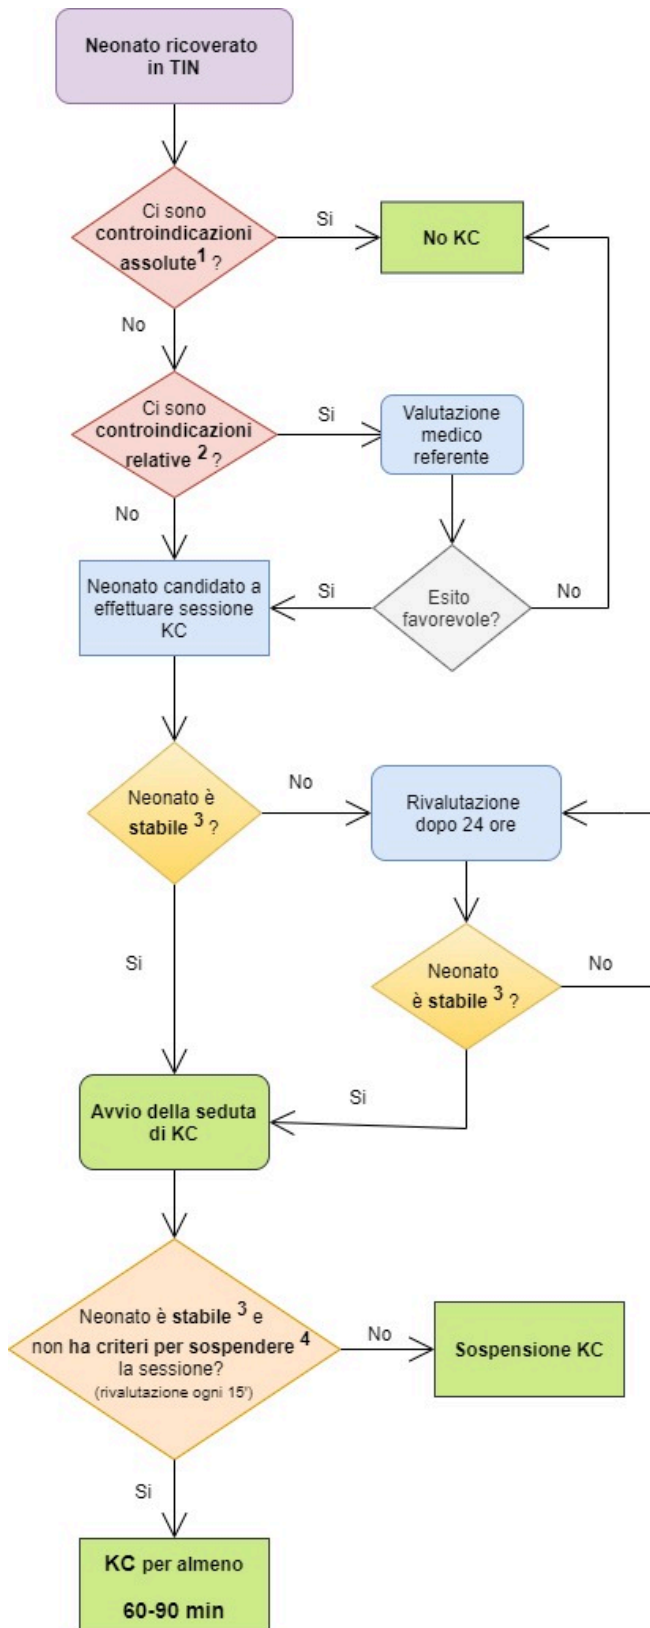 Neonato ricoverato
in TIN
Ci sono
controindicazioni
assolute1 ?
Si
No KC
No
Ci sono
controindicazioni
relative 2 ?
Si
Valutazione
medico
referente
No
Neonato candidato a
effettuare sessione
KC
Si
Esito
favorevole?
No
Neonato è
stabile 3 ?
No
Rivalutazione
dopo 24 ore
Si
Neonato
è stabile 3 ?
No
Avvio della seduta
di KC
Si
Neonato è stabile 3 e
non ha criteri per sospendere 4
la sessione?
(rivalutazione ogni 15')
No
Sospensione KC
Si
KC per almeno
60-90 min